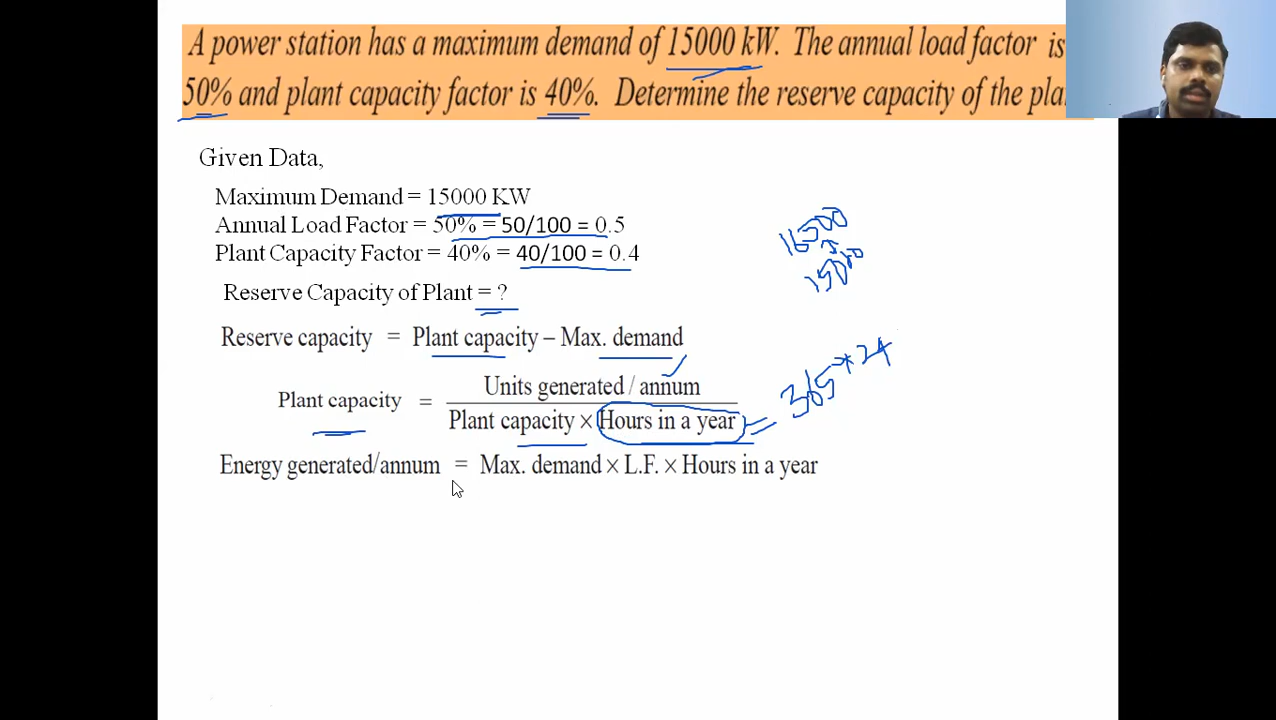 A power station has a maximum demand of 15000 kW. The annual load factor is
50% and plant capacity factor is 40%. Determine the reserve capacity of the pla
Given Data,
Maximum Demand = 15000 KW
Annual Load Factor = 50% = 50/100 = 0.5
Plant Capacity Factor = 40% = 40/100 = 0.4
Reserve Capacity of Plant = ?
Reserve capacity = Plant capacity – Max. demand
Plant capacity = Units generated / annum
Plant capacity × Hours in a year
= 365 * 24
Energy generated/annum = Max. demand × L.F. × Hours in a year